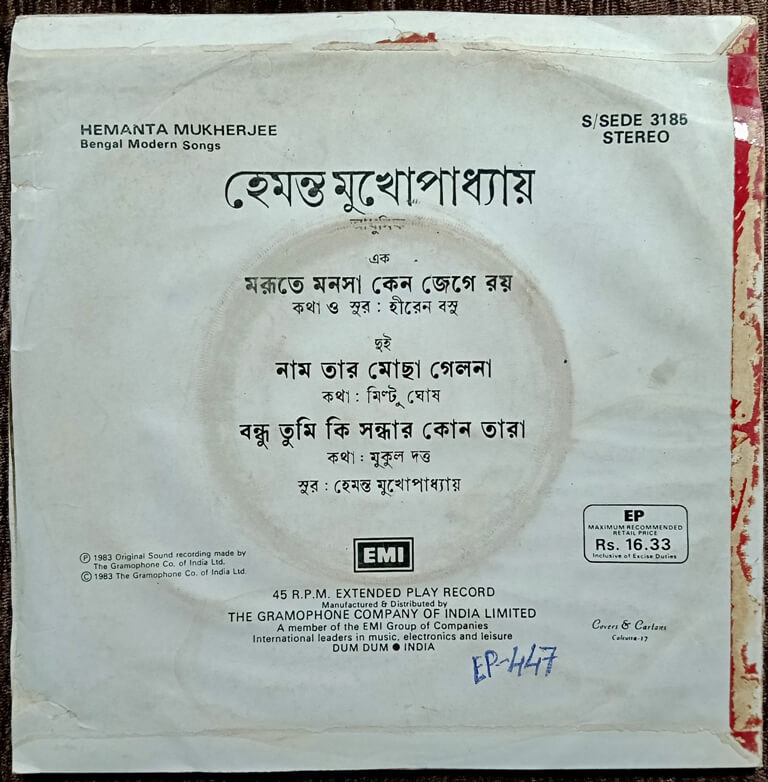 HEMANTA MUKHERJEE
Bengal Modern Songs
S/SEDE 3185
STEREO
হেমন্ত মুখোপাধ্যায়
আধুনিক
এক
মরুতে মনসা কেন জেগে রয়
কথা ও সুর : হীরেন বসু
দুই
নাম তার মোছা গেলনা
কথা : মিণ্টু ঘোষ
বন্ধু তুমি কি সন্ধার কোন তারা
কথা : মুকুল দত্ত
সুর : হেমন্ত মুখোপাধ্যায়
EP
MAXIMUM RECOMMENDED
RETAIL PRICE
Rs. 16.33
Inclusive of Excise Duties
Ⓟ 1983 Original Sound recording made by
The Gramophone Co. of India Ltd.
© 1983 The Gramophone Co. of India Ltd.
EMI
45 R.P.M. EXTENDED PLAY RECORD
Manufactured & Distributed by
THE GRAMOPHONE COMPANY OF INDIA LIMITED
A member of the EMI Group of Companies
International leaders in music, electronics and leisure
DUM DUM ● INDIA
Covers & Cartons
Calcutta-17
EP-447